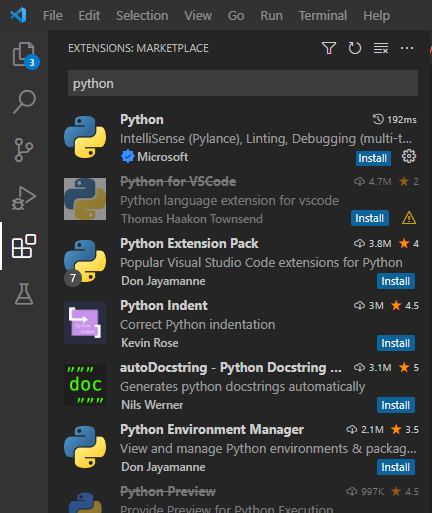 File Edit Selection View Go Run Terminal Help
EXTENSIONS: MARKETPLACE
3
python
Python 192ms
IntelliSense (Pylance), Linting, Debugging (multi-t...
Microsoft Install
Python for VSCode 4.7M 2
Python language extension for vscode
Thomas Haakon Townsend Install
Python Extension Pack 3.8M 4
Popular Visual Studio Code extensions for Python
7 Don Jayamanne Install
Python Indent 3M 4.5
Correct Python indentation
Kevin Rose Install
autoDocstring - Python Docstring ... 3.1M 5
""" doc """
Generates python docstrings automatically
Nils Werner Install
Python Environment Manager 2.1M 3.5
View and manage Python environments & packag...
Don Jayamanne Install
Python Preview 997K 4.5
Provide Preview for Python Execution